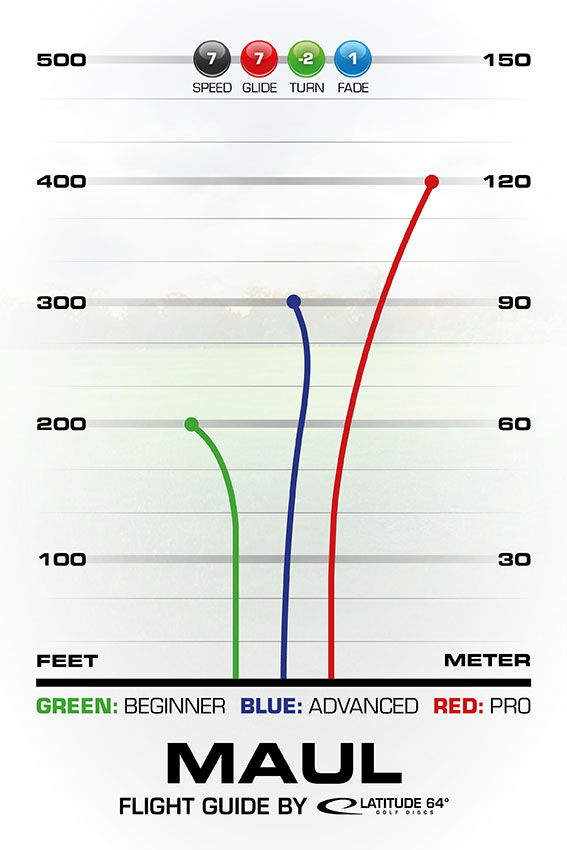 500 7 7 -2 1 150
SPEED GLIDE TURN FADE
400 120
300 90
200 60
100 30
FEET METER
GREEN: BEGINNER BLUE: ADVANCED RED: PRO
MAUL
FLIGHT GUIDE BY LATITUDE 64°
GOLF DISCS